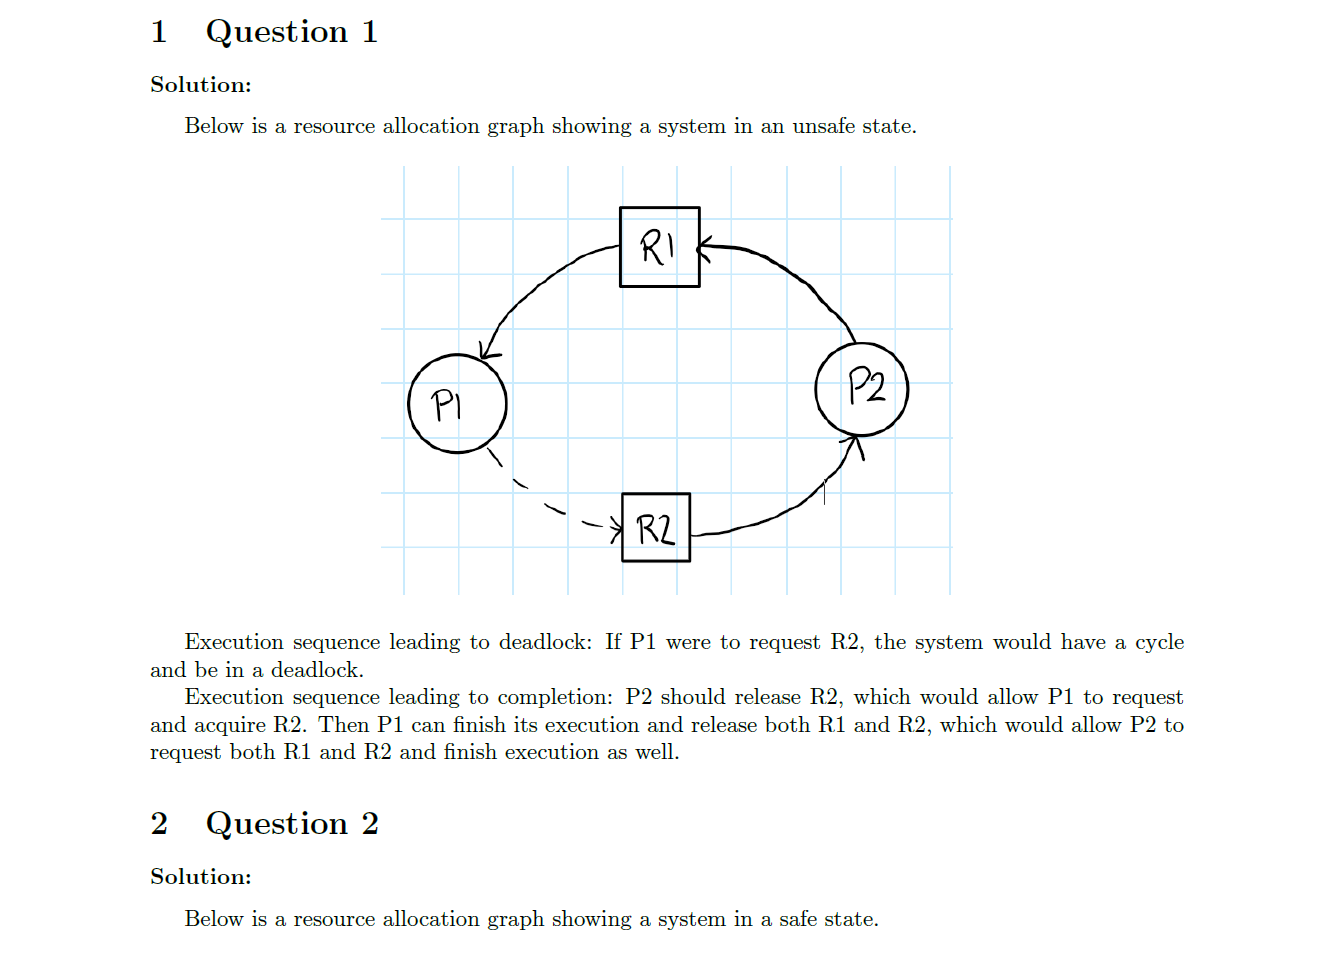 1 Question 1
Solution:
Below is a resource allocation graph showing a system in an unsafe state.
R1
P1
P2
R2
Execution sequence leading to deadlock: If P1 were to request R2, the system would have a cycle
and be in a deadlock.
Execution sequence leading to completion: P2 should release R2, which would allow P1 to request
and acquire R2. Then P1 can finish its execution and release both R1 and R2, which would allow P2 to
request both R1 and R2 and finish execution as well.
2 Question 2
Solution:
Below is a resource allocation graph showing a system in a safe state.